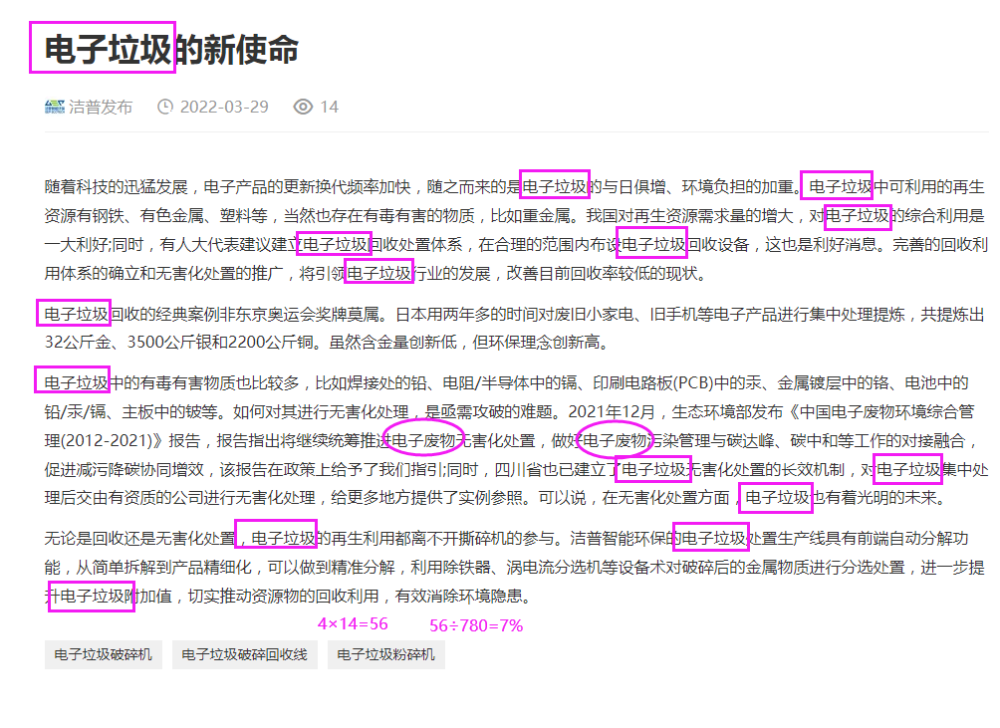 电子垃圾的新使命
洁普发布 2022-03-29 14
随着科技的迅猛发展，电子产品的更新换代频率加快，随之而来的是电子垃圾的与日俱增、环境负担的加重。电子垃圾中可利用的再生
资源有钢铁、有色金属、塑料等，当然也存在有毒有害的物质，比如重金属。我国对再生资源需求量的增大，对电子垃圾的综合利用是
一大利好;同时，有人大代表建议建立电子垃圾回收处置体系，在合理的范围内布设电子垃圾回收设备，这也是利好消息。完善的回收利
用体系的确立和无害化处置的推广，将引领电子垃圾行业的发展，改善目前回收率较低的现状。
电子垃圾回收的经典案例非东京奥运会奖牌莫属。日本用两年多的时间对废旧小家电、旧手机等电子产品进行集中处理提炼，共提炼出
32公斤金、3500公斤银和2200公斤铜。虽然含金量创新低，但环保理念创新高。
电子垃圾中的有毒有害物质也比较多，比如焊接处的铅、电阻/半导体中的镉、印刷电路板(PCB)中的汞、金属镀层中的铬、电池中的
铅/汞/镉、主板中的铍等。如何对其进行无害化处理，是亟需攻破的难题。2021年12月，生态环境部发布《中国电子废物环境综合管
理(2012-2021)》报告，报告指出将继续统筹推进电子废物无害化处置，做好电子废物污染管理与碳达峰、碳中和等工作的对接融合，
促进减污降碳协同增效，该报告在政策上给予了我们指引;同时，四川省也已建立了电子垃圾无害化处置的长效机制，对电子垃圾集中处
理后交由有资质的公司进行无害化处理，给更多地方提供了实例参照。可以说，在无害化处置方面，电子垃圾也有着光明的未来。
无论是回收还是无害化处置，电子垃圾的再生利用都离不开撕碎机的参与。洁普智能环保的电子垃圾处置生产线具有前端自动分解功
能，从简单拆解到产品精细化，可以做到精准分解，利用除铁器、涡电流分选机等设备术对破碎后的金属物质进行分选处置，进一步提
升电子垃圾附加值，切实推动资源物的回收利用，有效消除环境隐患。
4×14=56 56÷780=7%
电子垃圾破碎机 电子垃圾破碎回收线 电子垃圾粉碎机